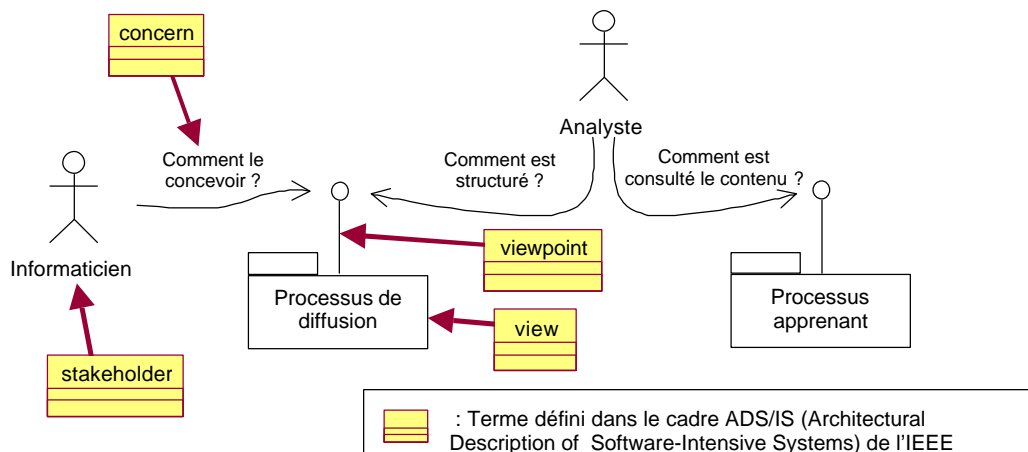 concern
Analyste
Comment le
concevoir ?
Comment est
structuré ?
Comment est
consulté le contenu ?
Informaticien
viewpoint
Processus de
diffusion
view
Processus
apprenant
stakeholder
: Terme défini dans le cadre ADS/IS (Architectural
Description of Software-Intensive Systems) de l'IEEE